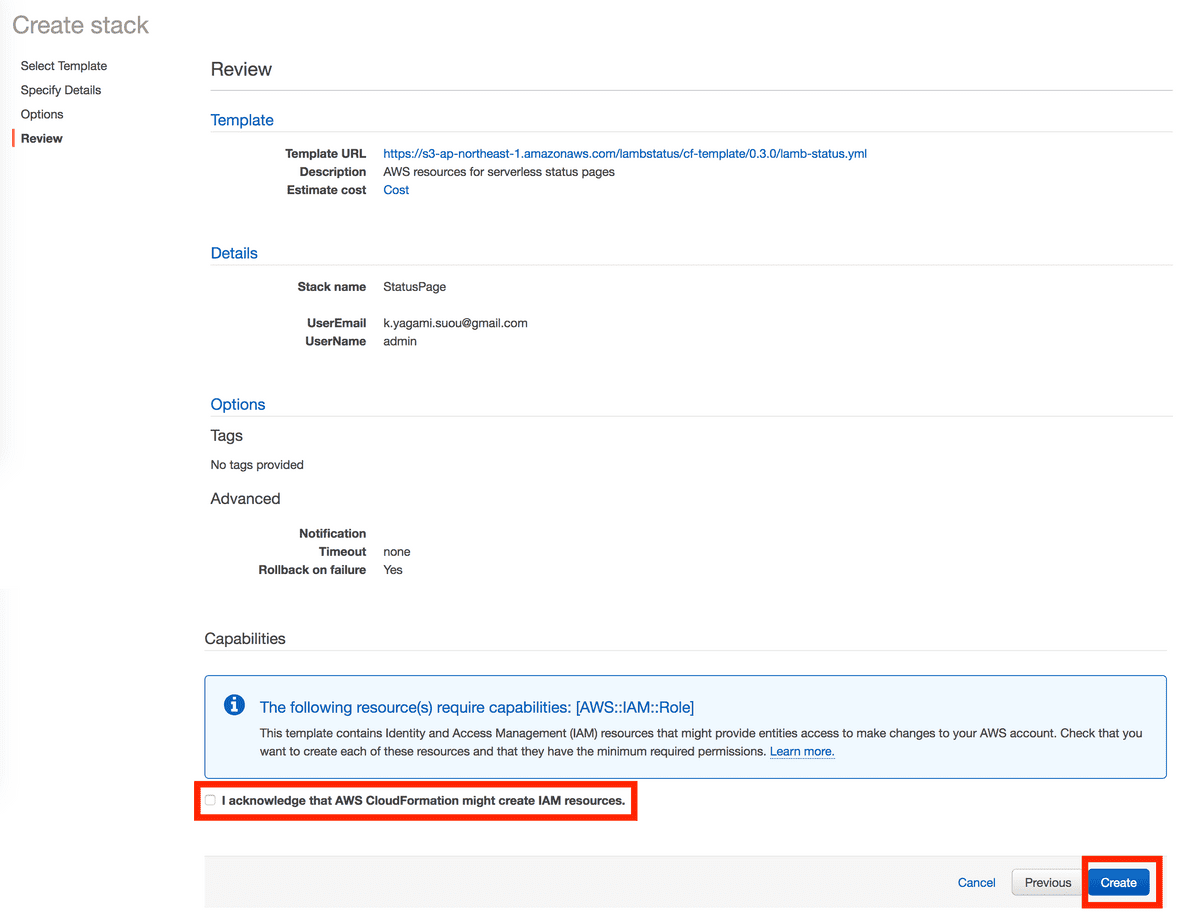 Create stack
Select Template
Specify Details
Options
Review
Review
Template
Template URL https://s3-ap-northeast-1.amazonaws.com/lambstatus/cf-template/0.3.0/lamb-status.yml
Description AWS resources for serverless status pages
Estimate cost Cost
Details
Stack name StatusPage
UserEmail k.yagami.suou@gmail.com
UserName admin
Options
Tags
No tags provided
Advanced
Notification
Timeout none
Rollback on failure Yes
Capabilities
The following resource(s) require capabilities: [AWS::IAM::Role]
This template contains Identity and Access Management (IAM) resources that might provide entities access to make changes to your AWS account. Check that you
want to create each of these resources and that they have the minimum required permissions. Learn more.
I acknowledge that AWS CloudFormation might create IAM resources.
Cancel Previous Create